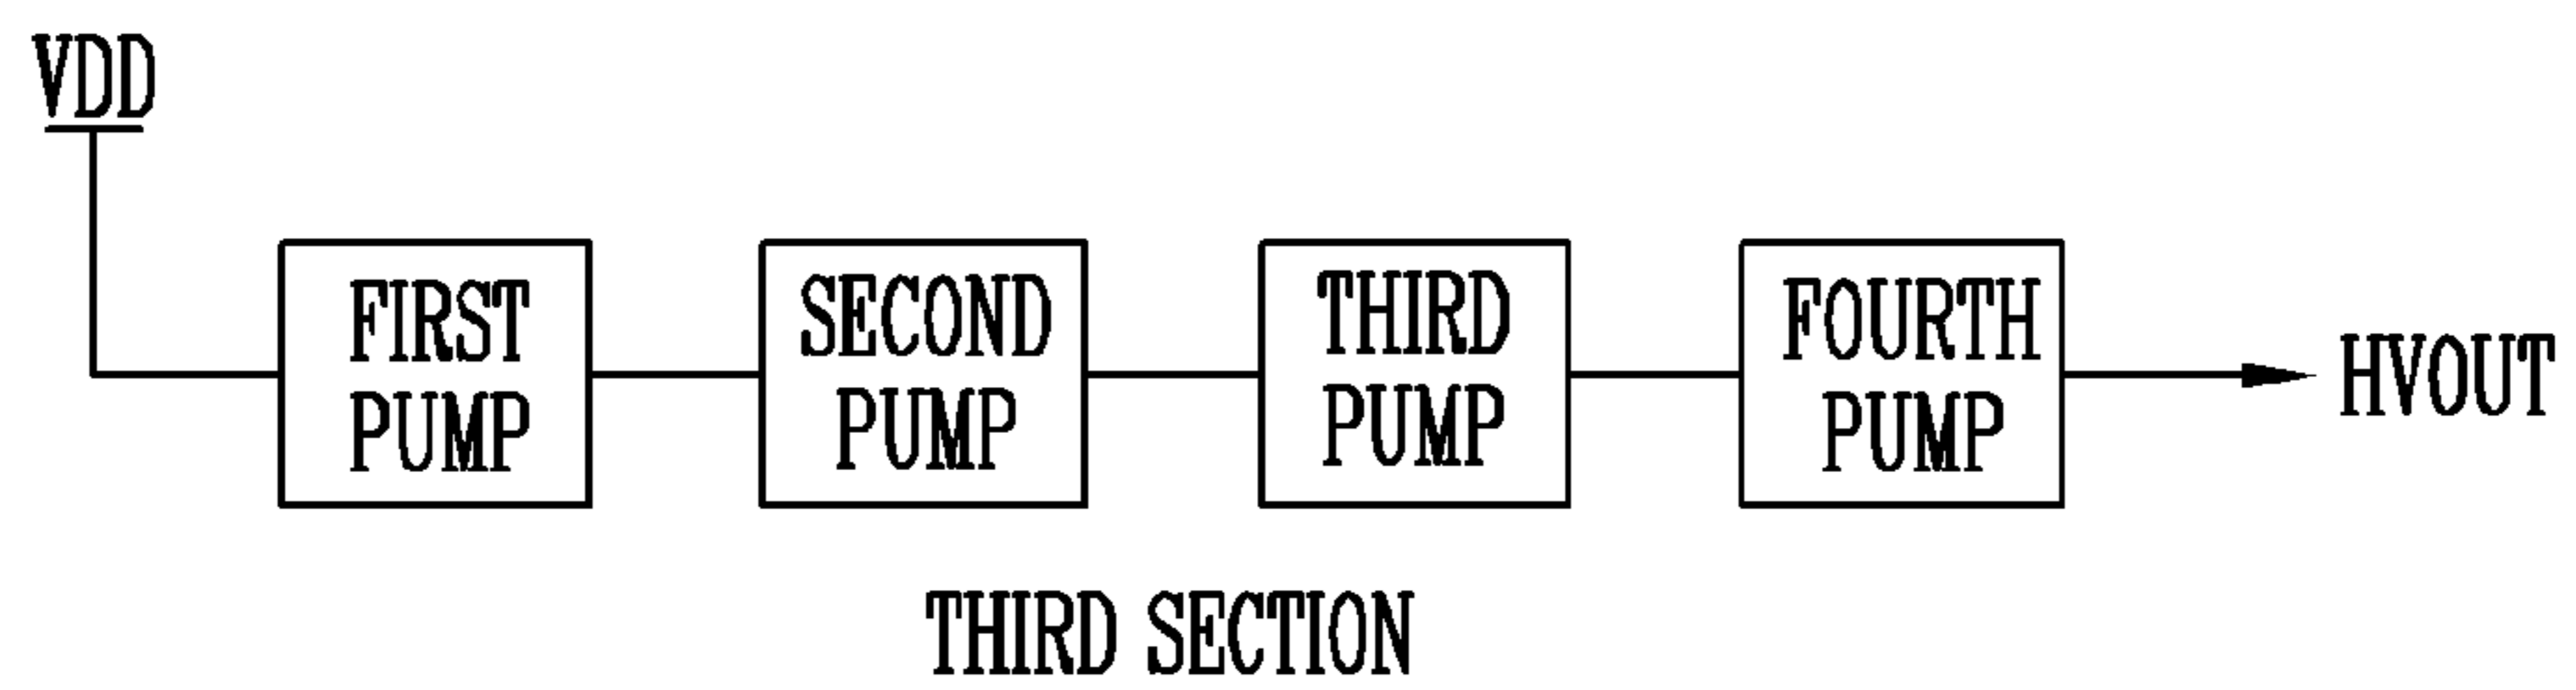 VDD
FIRST
PUMP
SECOND
PUMP
THIRD
PUMP
FOURTH
PUMP
HVOUT
THIRD SECTION